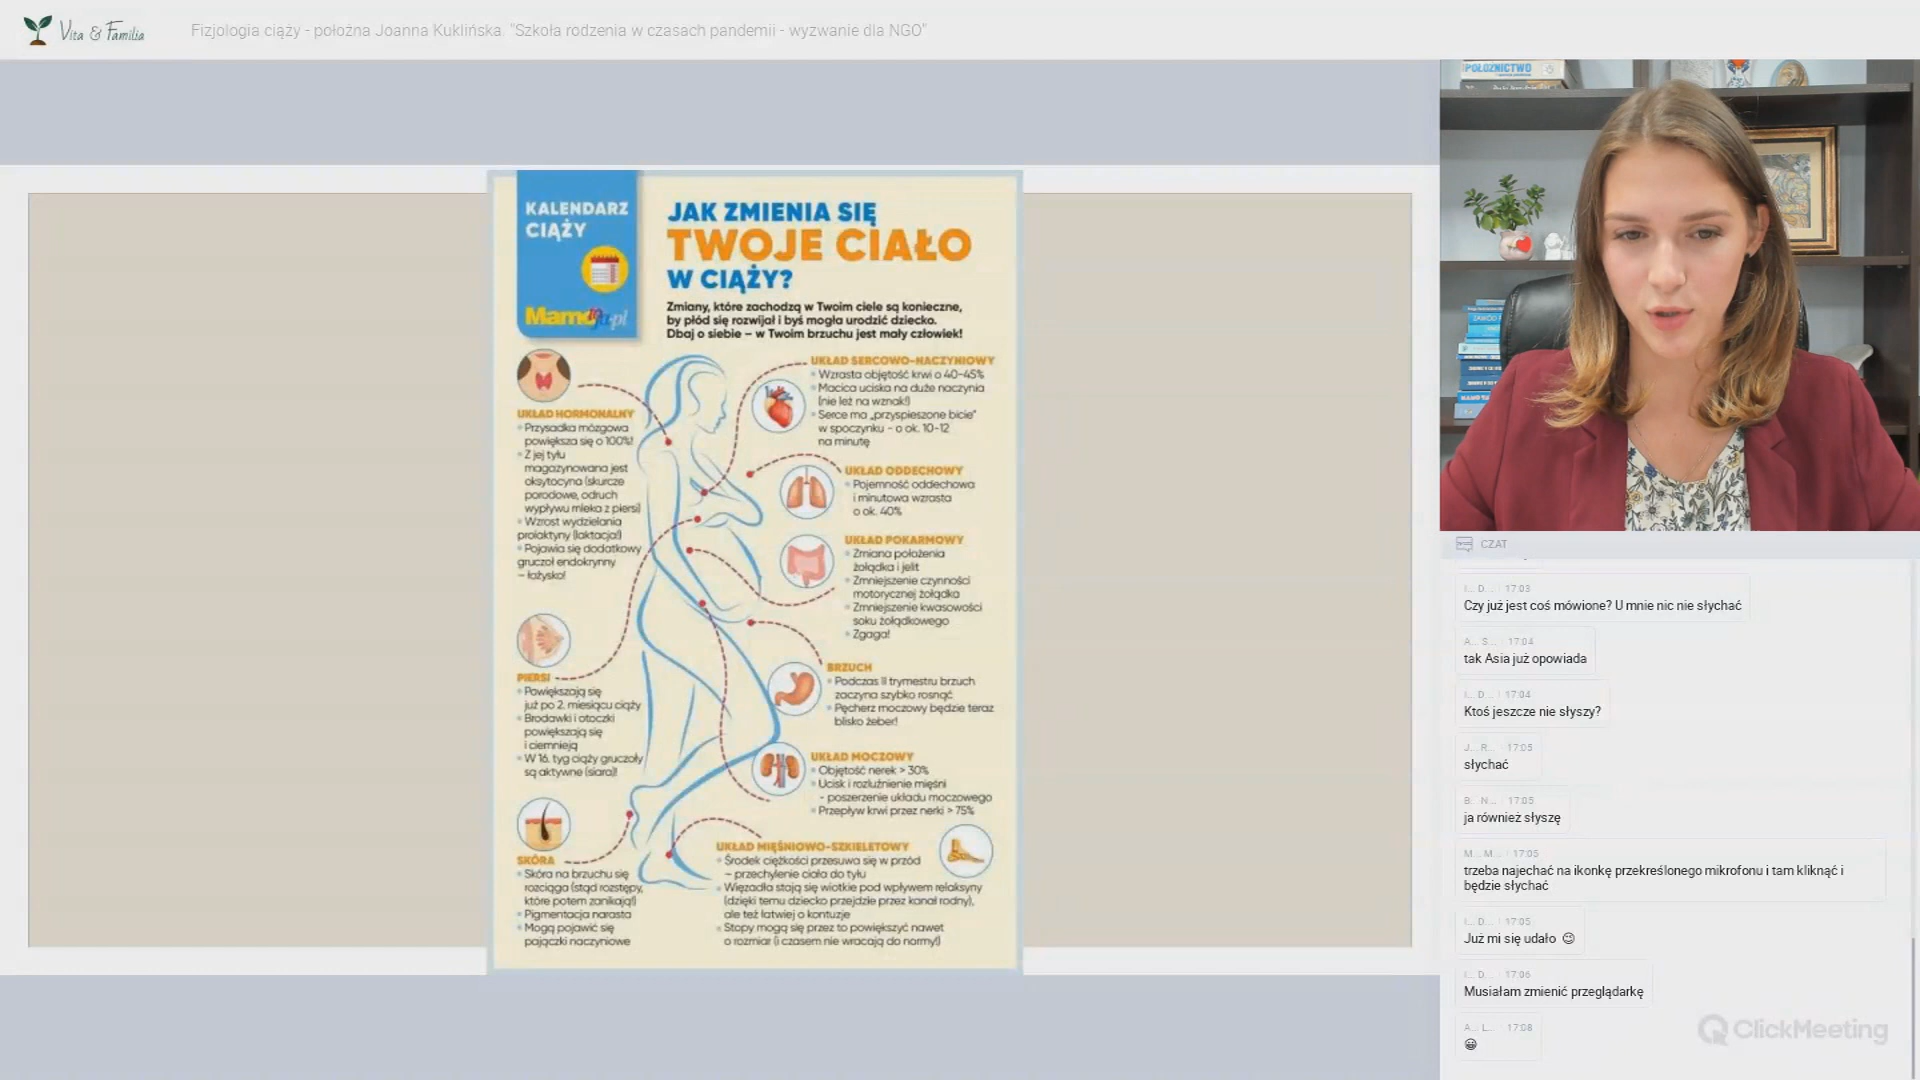 Vita & Familia
Fizjologia ciąży - położna Joanna Kuklińska. "Szkoła rodzenia w czasach pandemii - wyzwanie dla NGO"
KALENDARZ
CIĄŻY
Mamotoja.pl
JAK ZMIENIA SIĘ
TWOJE CIAŁO
W CIĄŻY?
Zmiany, które zachodzą w Twoim ciele są konieczne,
by płód się rozwijał i byś mogła urodzić dziecko.
Dbaj o siebie – w Twoim brzuchu jest mały człowiek!
UKŁAD HORMONALNY
Przysadka mózgowa
powiększa się o 100%!
Z jej tyłu
magazynowana jest
oksytocyna (skurcze
porodowe, odruch
wypływu mleka z piersi)
Wzrost wydzielania
prolaktyny (laktacja!)
Pojawia się dodatkowy
gruczoł endokrynny
– łożysko!
PIERSI
Powiększają się
już po 2. miesiącu ciąży
Brodawki i otoczki
powiększają się
i ciemnieją
W 16. tyg ciąży gruczoły
są aktywne (siara)!
SKÓRA
Skóra na brzuchu się
rozciąga (stąd rozstępy,
które potem zanikają!)
Pigmentacja narasta
Mogą pojawić się
pajączki naczyniowe
UKŁAD SERCOWO-NACZYNIOWY
Wzrasta objętość krwi o 40-45%
Macica uciska na duże naczynia
(nie leż na wznak!)
Serce ma „przyspieszone bicie"
w spoczynku - o ok. 10-12
na minutę
UKŁAD ODDECHOWY
Pojemność oddechowa
i minutowa wzrasta
o ok. 40%
UKŁAD POKARMOWY
Zmiana położenia
żołądka i jelit
Zmniejszenie czynności
motorycznej żołądka
Zmniejszenie kwasowości
soku żołądkowego
Zgaga!
BRZUCH
Podczas II trymestru brzuch
zaczyna szybko rosnąć
Pęcherz moczowy będzie teraz
blisko żeber!
UKŁAD MOCZOWY
Objętość nerek > 30%
Ucisk i rozluźnienie mięśni
- poszerzenie układu moczowego
Przepływ krwi przez nerki > 75%
UKŁAD MIĘŚNIOWO-SZKIELETOWY
Środek ciężkości przesuwa się w przód
– przechylenie ciała do tyłu
Więzadła stają się wiotkie pod wpływem relaksyny
(dzięki temu dziecko przejdzie przez kanał rodny),
ale też łatwiej o kontuzje
Stopy mogą się przez to powiększyć nawet
o rozmiar (i czasem nie wracają do normy!)
POŁOŻNICTWO
CZAT
I... D... | 17:03
Czy już jest coś mówione? U mnie nic nie słychać
A... S... | 17:04
tak Asia już opowiada
I... D... | 17:04
Ktoś jeszcze nie słyszy?
J... R... | 17:05
słychać
B... N... | 17:05
ja również słyszę
M... M... | 17:05
trzeba najechać na ikonkę przekreślonego mikrofonu i tam kliknąć i
będzie słychać
I... D... | 17:05
Już mi się udało 😉
I... D... | 17:06
Musiałam zmienić przeglądarkę
A... L... | 17:08
😀
ClickMeeting